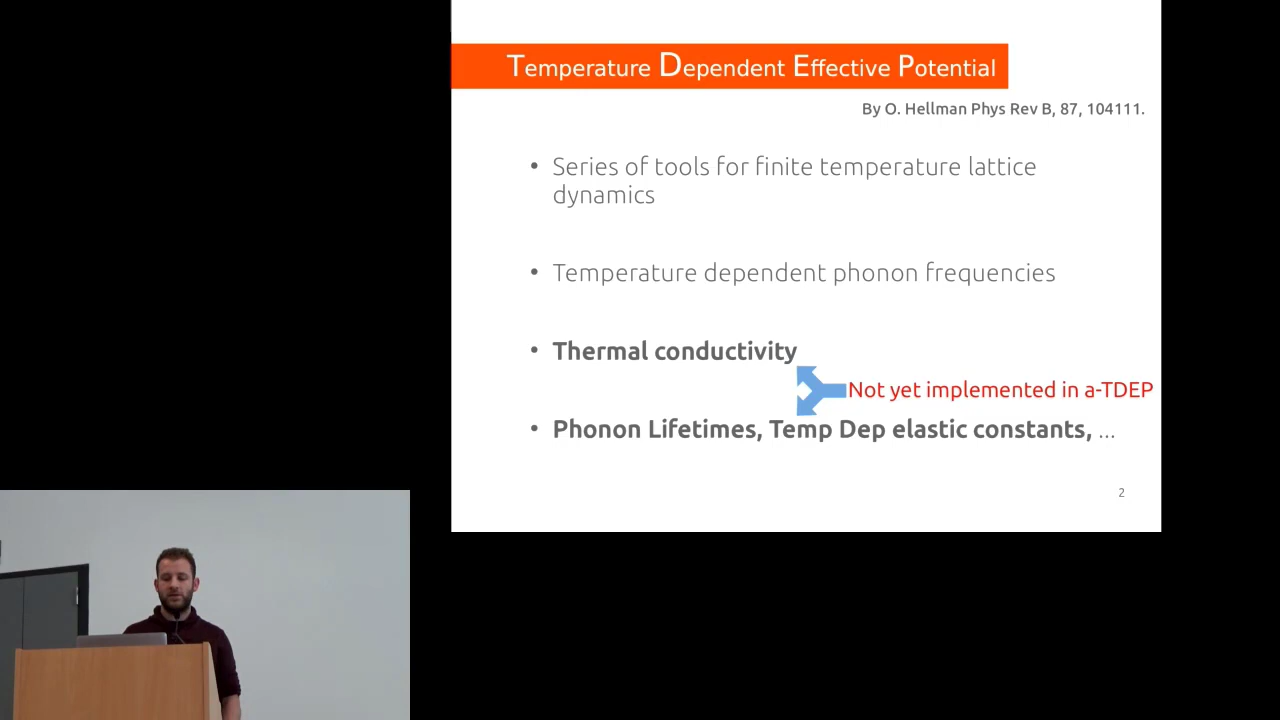 Temperature Dependent Effective Potential
By O. Hellman Phys Rev B, 87, 104111.
• Series of tools for finite temperature lattice
dynamics
• Temperature dependent phonon frequencies
• Thermal conductivity
Not yet implemented in a-TDEP
• Phonon Lifetimes, Temp Dep elastic constants, ...
2